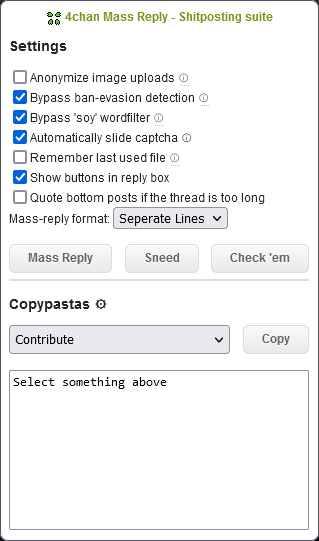 4chan Mass Reply - Shitposting suite
Settings
Anonymize image uploads
Bypass ban-evasion detection
Bypass 'soy' wordfilter
Automatically slide captcha
Remember last used file
Show buttons in reply box
Quote bottom posts if the thread is too long
Mass-reply format: Seperate Lines
Mass Reply Sneed Check 'em
Copypastas
Contribute Copy
Select something above